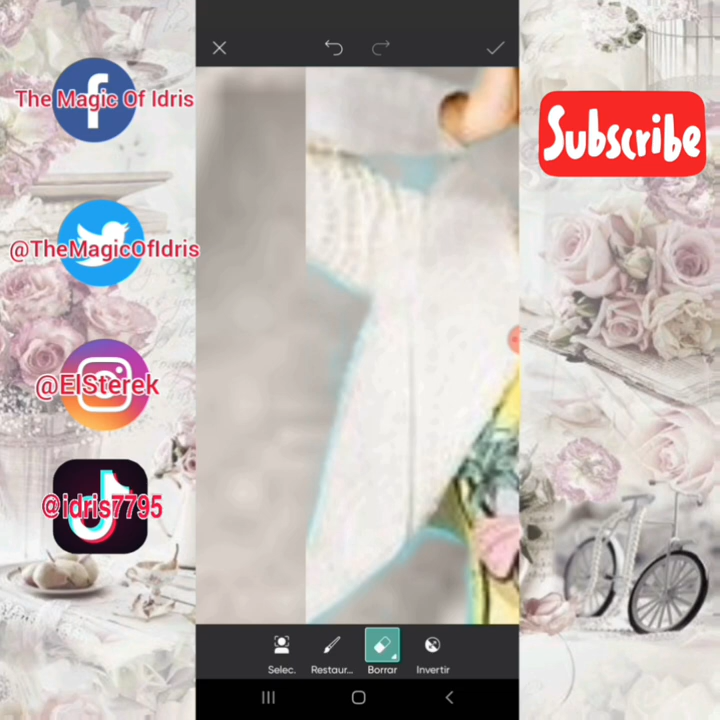 The Magic Of Idris
@TheMagicOfIdris
@ElSterek
@idris7795
Subscribe
Selec.
Restaur...
Borrar
Invertir